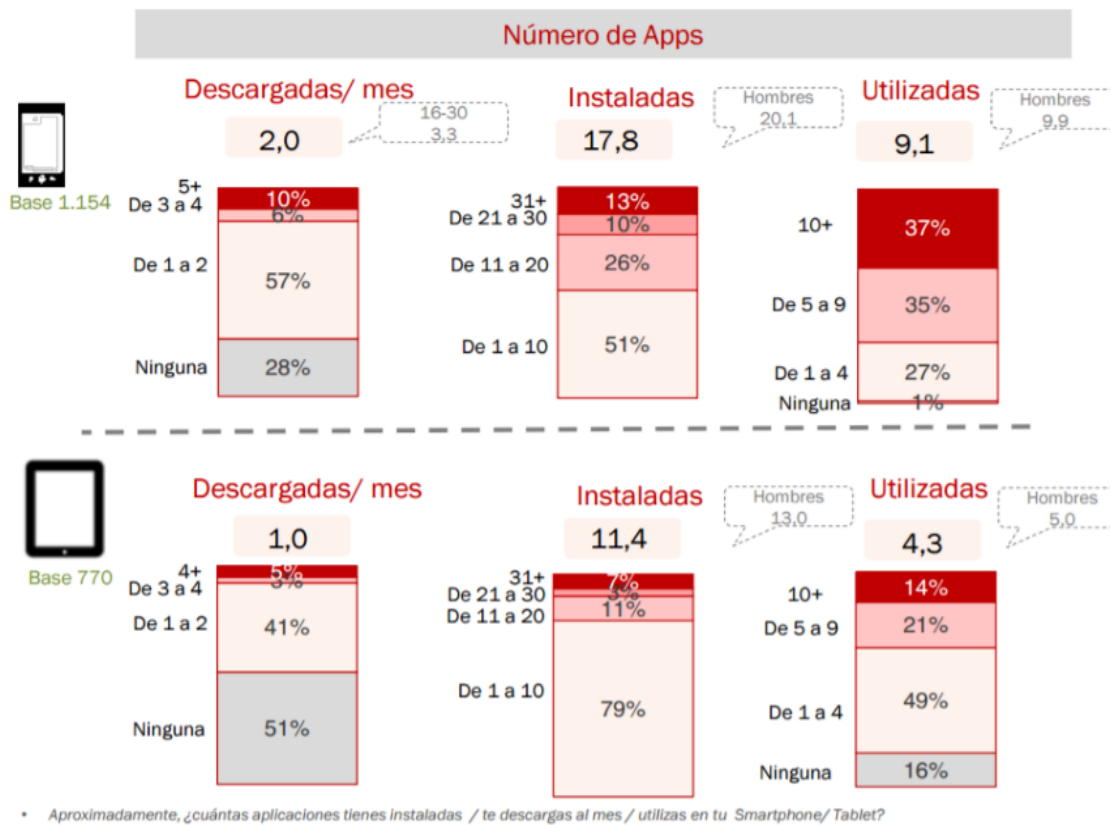 Número de Apps
Descargadas/ mes
2,0
16-30
3,3
Instaladas
17,8
Hombres
20,1
Utilizadas
9,1
Hombres
9,9
Base 1.154
5+
De 3 a 4
De 1 a 2
Ninguna
10%
6%
57%
28%
31+
De 21 a 30
De 11 a 20
De 1 a 10
13%
10%
26%
51%
10+
De 5 a 9
De 1 a 4
Ninguna
37%
35%
27%
1%
Descargadas/ mes
1,0
Instaladas
11,4
Hombres
13,0
Utilizadas
4,3
Hombres
5,0
Base 770
4+
De 3 a 4
De 1 a 2
Ninguna
5%
3%
41%
51%
31+
De 21 a 30
De 11 a 20
De 1 a 10
7%
3%
11%
79%
10+
De 5 a 9
De 1 a 4
Ninguna
14%
21%
49%
16%
• Aproximadamente, ¿cuántas aplicaciones tienes instaladas / te descargas al mes / utilizas en tu Smartphone/ Tablet?